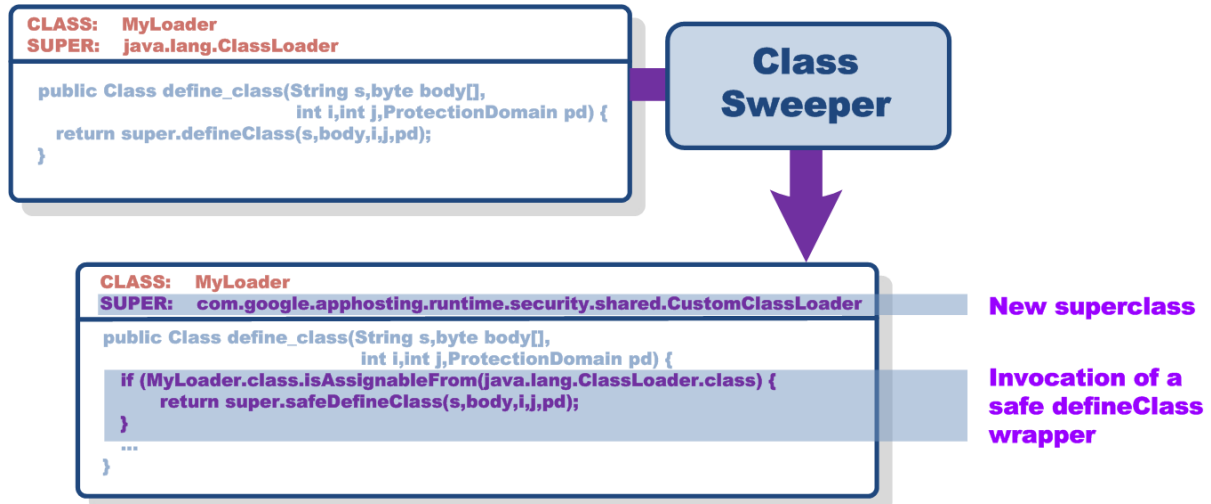 CLASS: MyLoader
SUPER: java.lang.ClassLoader
public Class define_class(String s,byte body[],
int i,int j,ProtectionDomain pd) {
return super.defineClass(s,body,i,j,pd);
}
Class
Sweeper
CLASS: MyLoader
SUPER: com.google.apphosting.runtime.security.shared.CustomClassLoader
public Class define_class(String s,byte body[],
int i,int j,ProtectionDomain pd) {
if (MyLoader.class.isAssignableFrom(java.lang.ClassLoader.class) {
return super.safeDefineClass(s,body,i,j,pd);
}
...
}
New superclass
Invocation of a
safe defineClass
wrapper